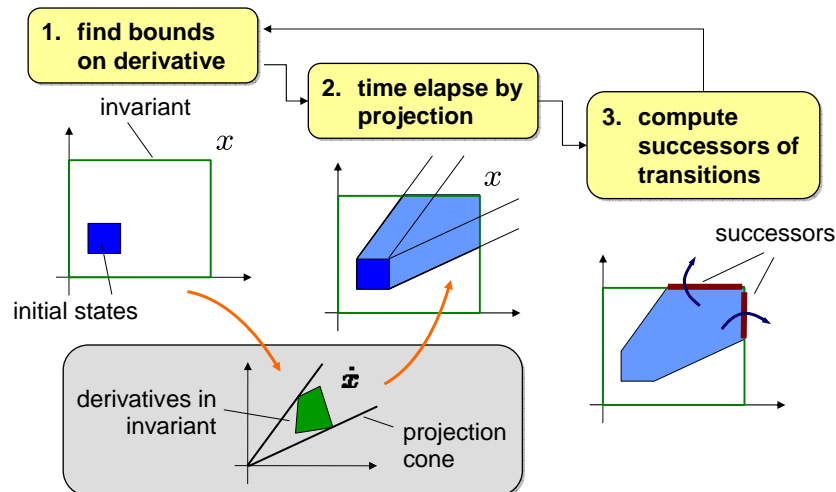 1. find bounds
on derivative
2. time elapse by
projection
3. compute
successors of
transitions
invariant
x
initial states
x
successors
derivatives in
invariant
ẋ
projection
cone